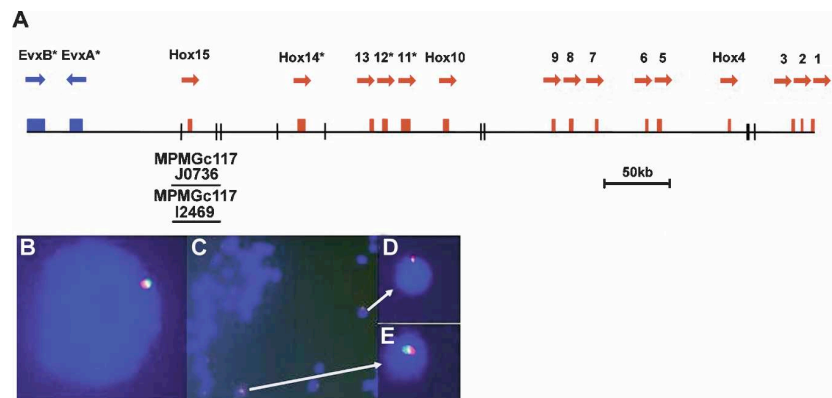 A
EvxB* EvxA* Hox15 Hox14* 13 12* 11* Hox10 9 8 7 6 5 Hox4 3 2 1
MPMGc117
J0736
MPMGc117
I2469
50kb
B C D
E